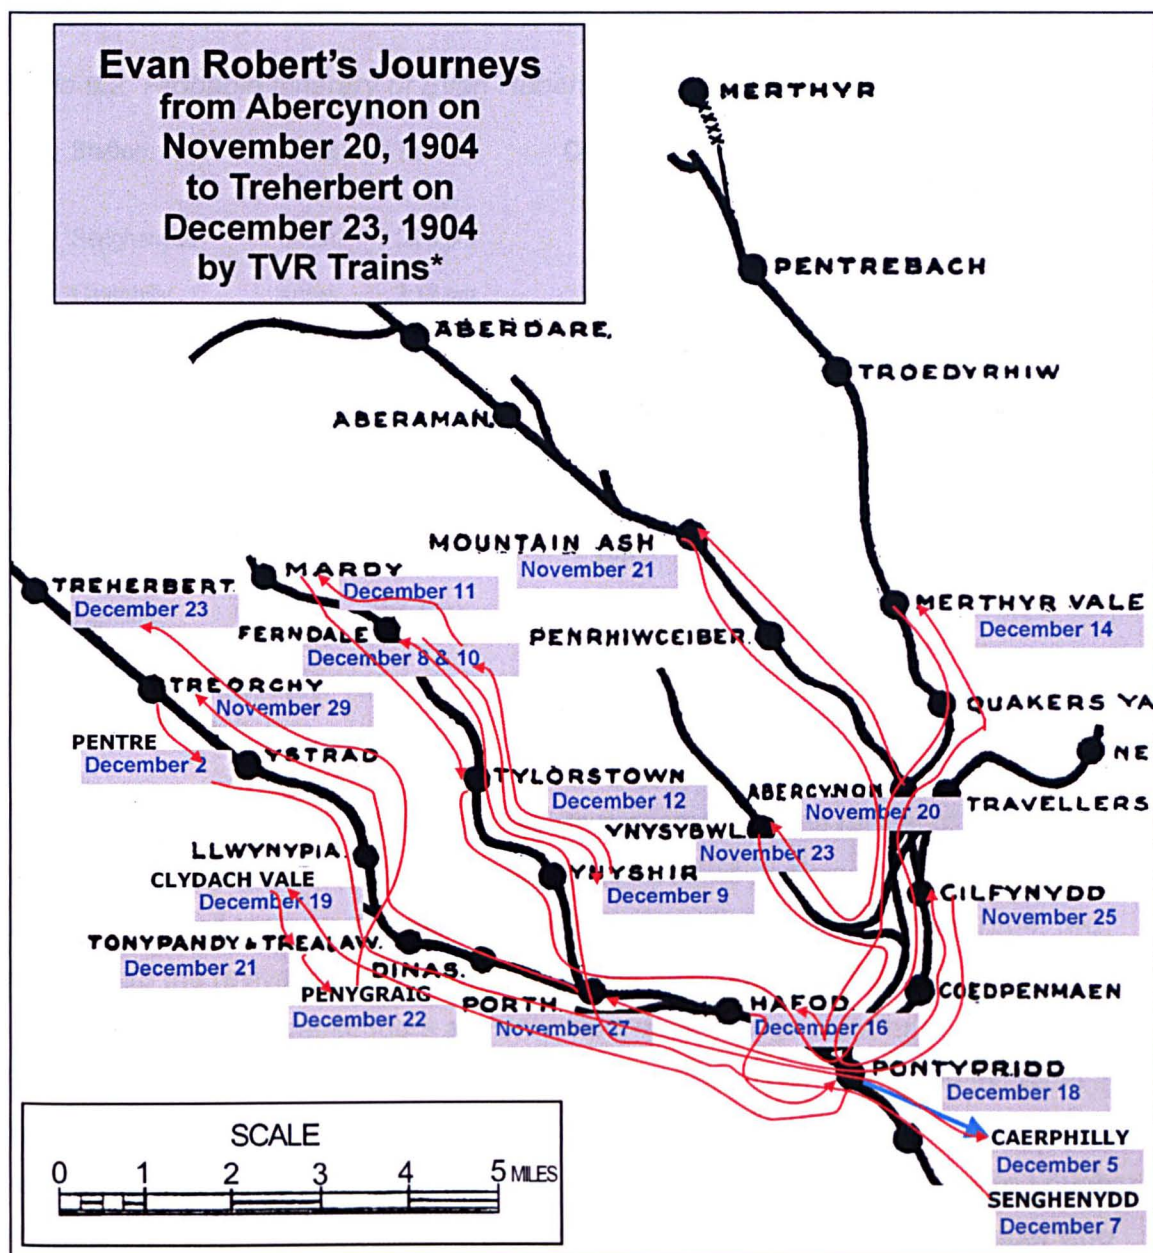 Evan Robert's Journeys
from Abercynon on
November 20, 1904
to Treherbert on
December 23, 1904
by TVR Trains*
MERTHYR
PENTREBACH
ABERDARE.
TROEDYRHIW
ABERAMAN.
MOUNTAIN ASH
November 21
MARDY
December 11
TREHERBERT
December 23
MERTHYR VALE
December 14
FERNDALE
December 8 & 10
PENRHIWCEIBER.
TREORCHY
November 29
QUAKERS YA
PENTRE
December 2
YSTRAD
NE
TYLORSTOWN
December 12
ABERCYNON
November 20
TRAVELLERS
YNYSYBWL
November 23
LLWYNYPIA.
YNYSHIR
December 9
CLYDACH VALE
December 19
CILFYNYDD
November 25
TONYPANDY & TREALAW.
December 21
DINAS.
PENYGRAIG
December 22
PORTH.
November 27
HAFOD
December 16
COEDPENMAEN
PONTYPRIDD
December 18
CAERPHILLY
December 5
SENGHENYDD
December 7
SCALE
0 1 2 3 4 5 MILES